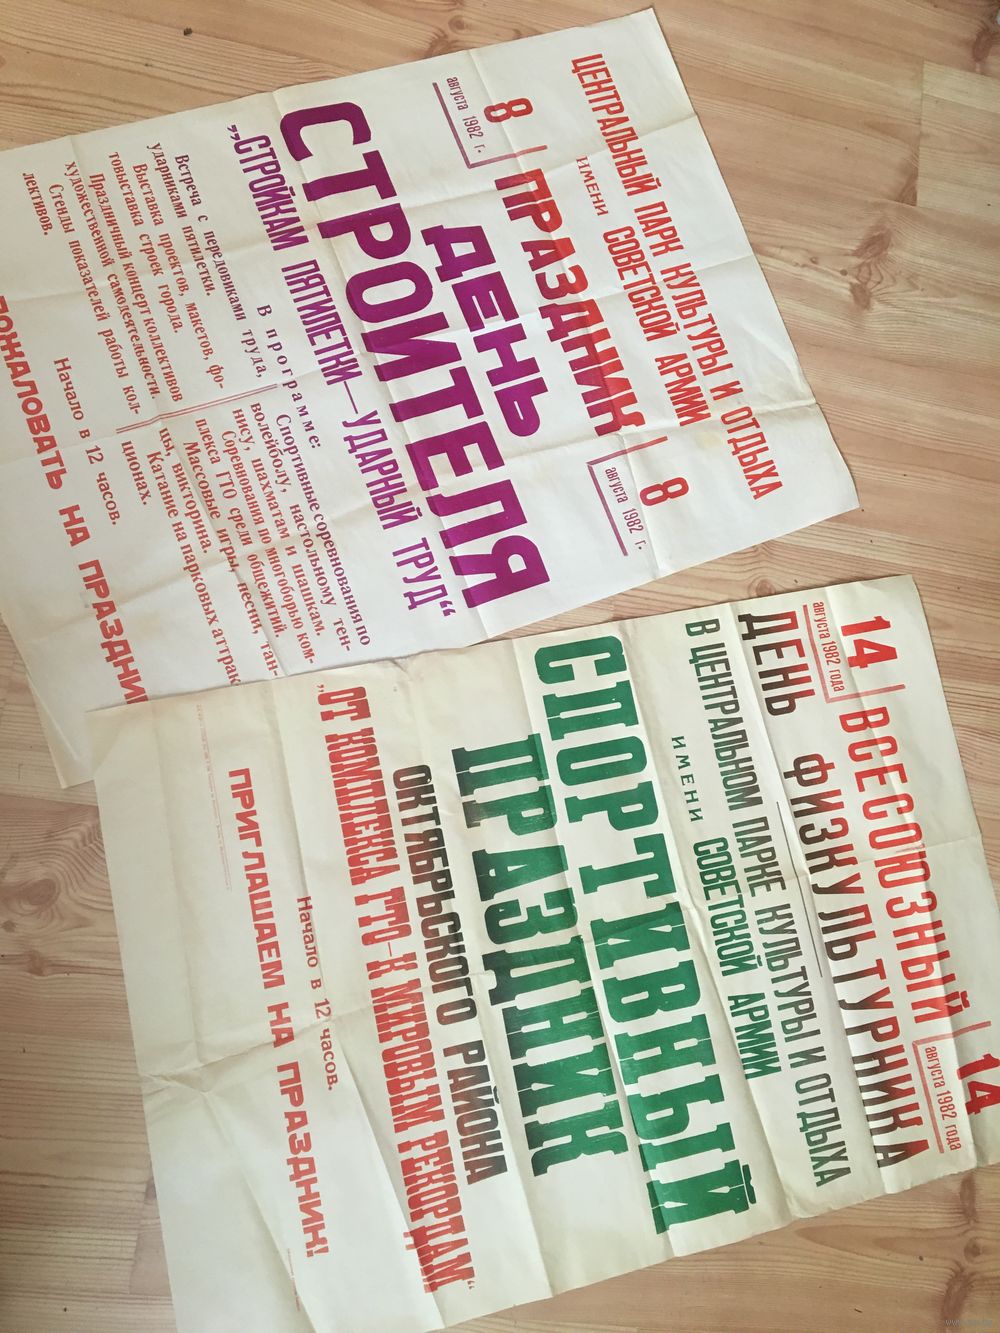 ЦЕНТРАЛЬНЫЙ ПАРК КУЛЬТУРЫ И ОТДЫХА
ИМЕНИ СОВЕТСКОЙ АРМИИ
8
августа 1982 г.
ПРАЗДНИК
8
августа 1982 г.
ДЕНЬ
СТРОИТЕЛЯ
„СТРОЙКАМ ПЯТИЛЕТКИ—УДАРНЫЙ ТРУД“
В программе:
Встреча с передовиками труда,
ударниками пятилетки.
Выставка проектов, макетов, фо-
товыставка строек города.
Праздничный концерт коллективов
художественной самодеятельности.
Стенды показателей работы кол-
лективов.
Спортивные соревнования по
волейболу, настольному тен-
нису, шахматам и шашкам.
Соревнования по многоборью ком-
плекса ГТО среди общежитий
Массовые игры, песни, тан-
цы викторина.
Катание на парковых аттрак-
ционах.
Начало в 12 часов.
ПОЖАЛОВАТЬ НА ПРАЗДНИ
14
августа 1982 года
ВСЕСОЮЗНЫЙ
14
августа 1982 года
ДЕНЬ ФИЗКУЛЬТУРНИКА
В ЦЕНТРАЛЬНОМ ПАРКЕ КУЛЬТУРЫ И ОТДЫХА
ИМЕНИ СОВЕТСКОЙ АРМИИ
СПОРТИВНЫЙ
ПРАЗДНИК
ОКТЯБРЬСКОГО РАЙОНА
„ОТ КОМПЛЕКСА ГТО—К МИРОВЫМ РЕКОРДАМ“
Начало в 12 часов.
ПРИГЛАШАЕМ НА ПРАЗДНИК!